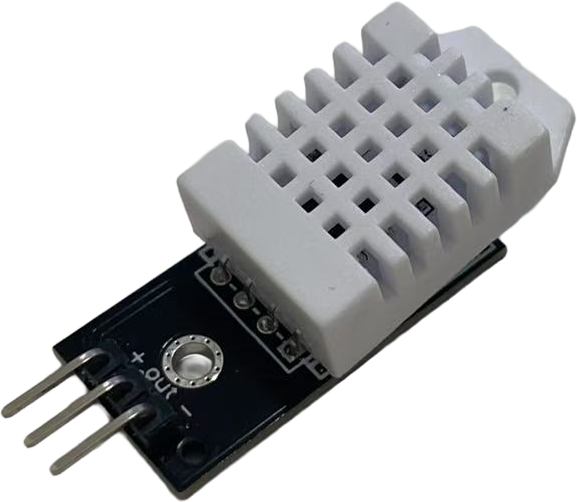 + out -